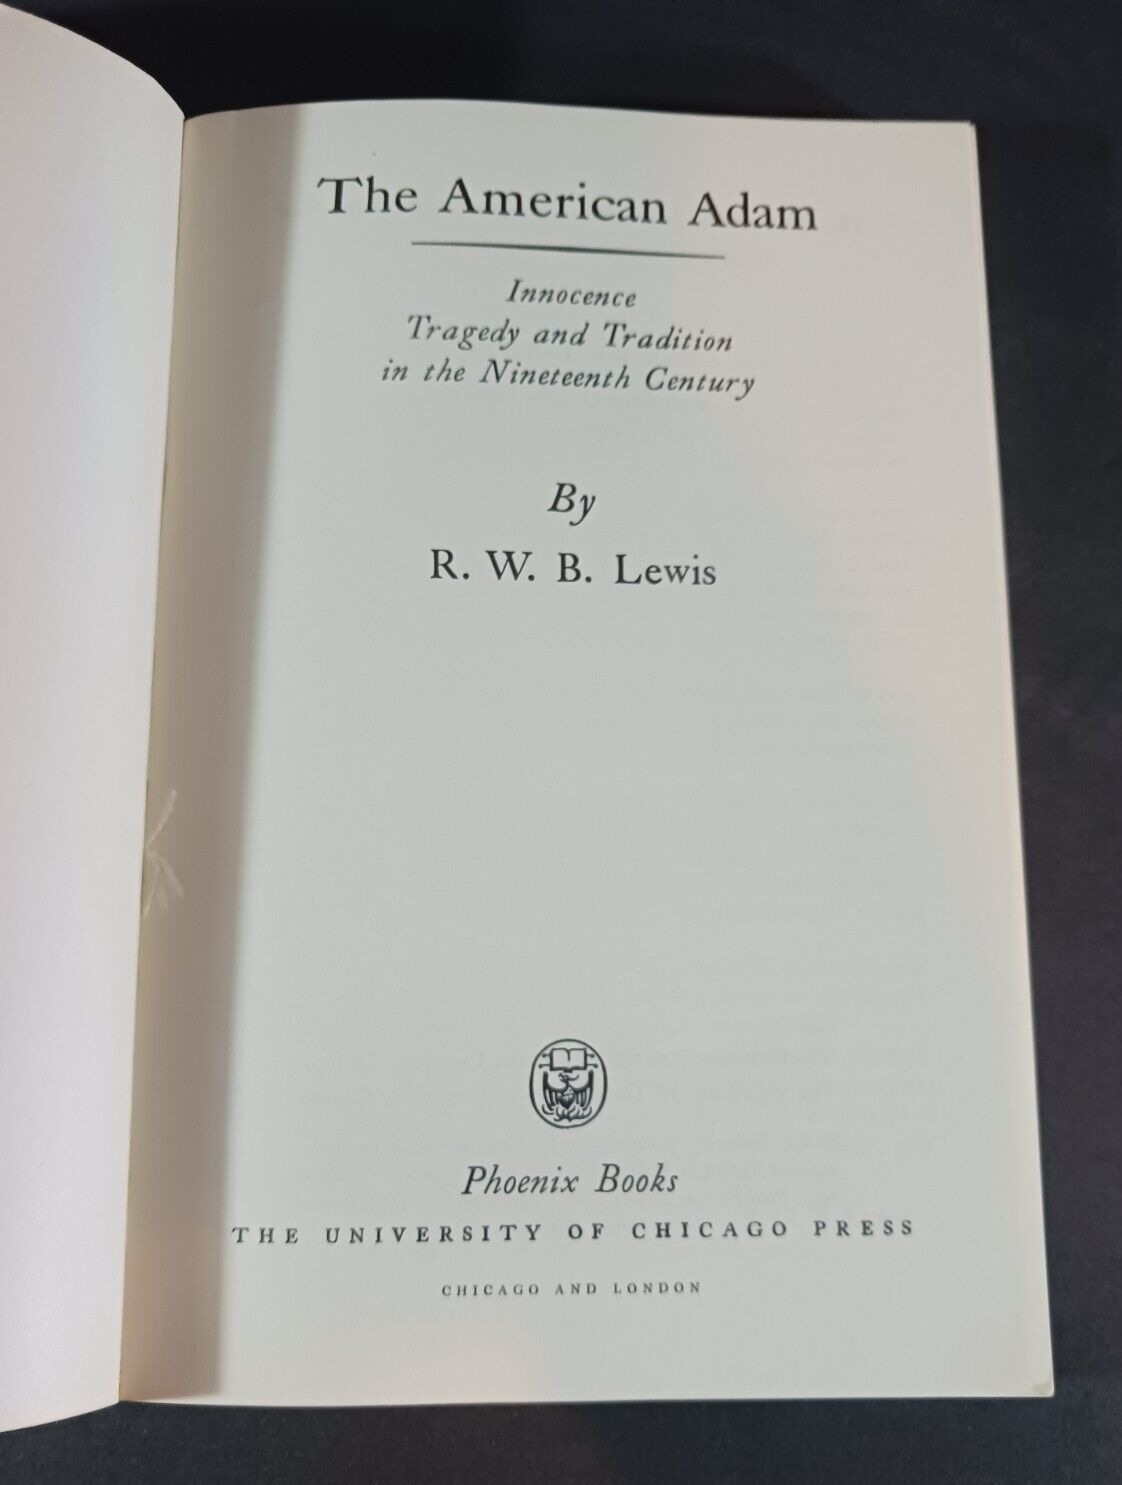 The American Adam
Innocence
Tragedy and Tradition
in the Nineteenth Century
By
R. W. B. Lewis
Phoenix Books
THE UNIVERSITY OF CHICAGO PRESS
CHICAGO AND LONDON